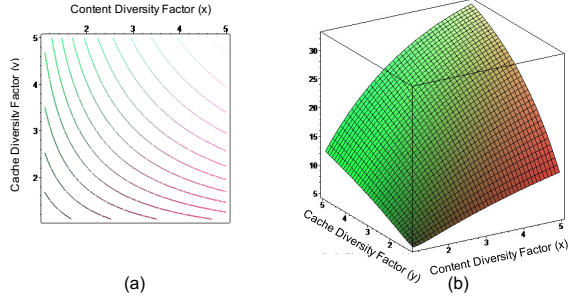 Content Diversity Factor (x)
2 3 4 5
5
4
3
2
Cache Diversity Factor (v)
(a)
30
25
20
15
10
5
5 4 3 2
Cache Diversity Factor (y)
2 3 4 5
Content Diversity Factor (x)
(b)